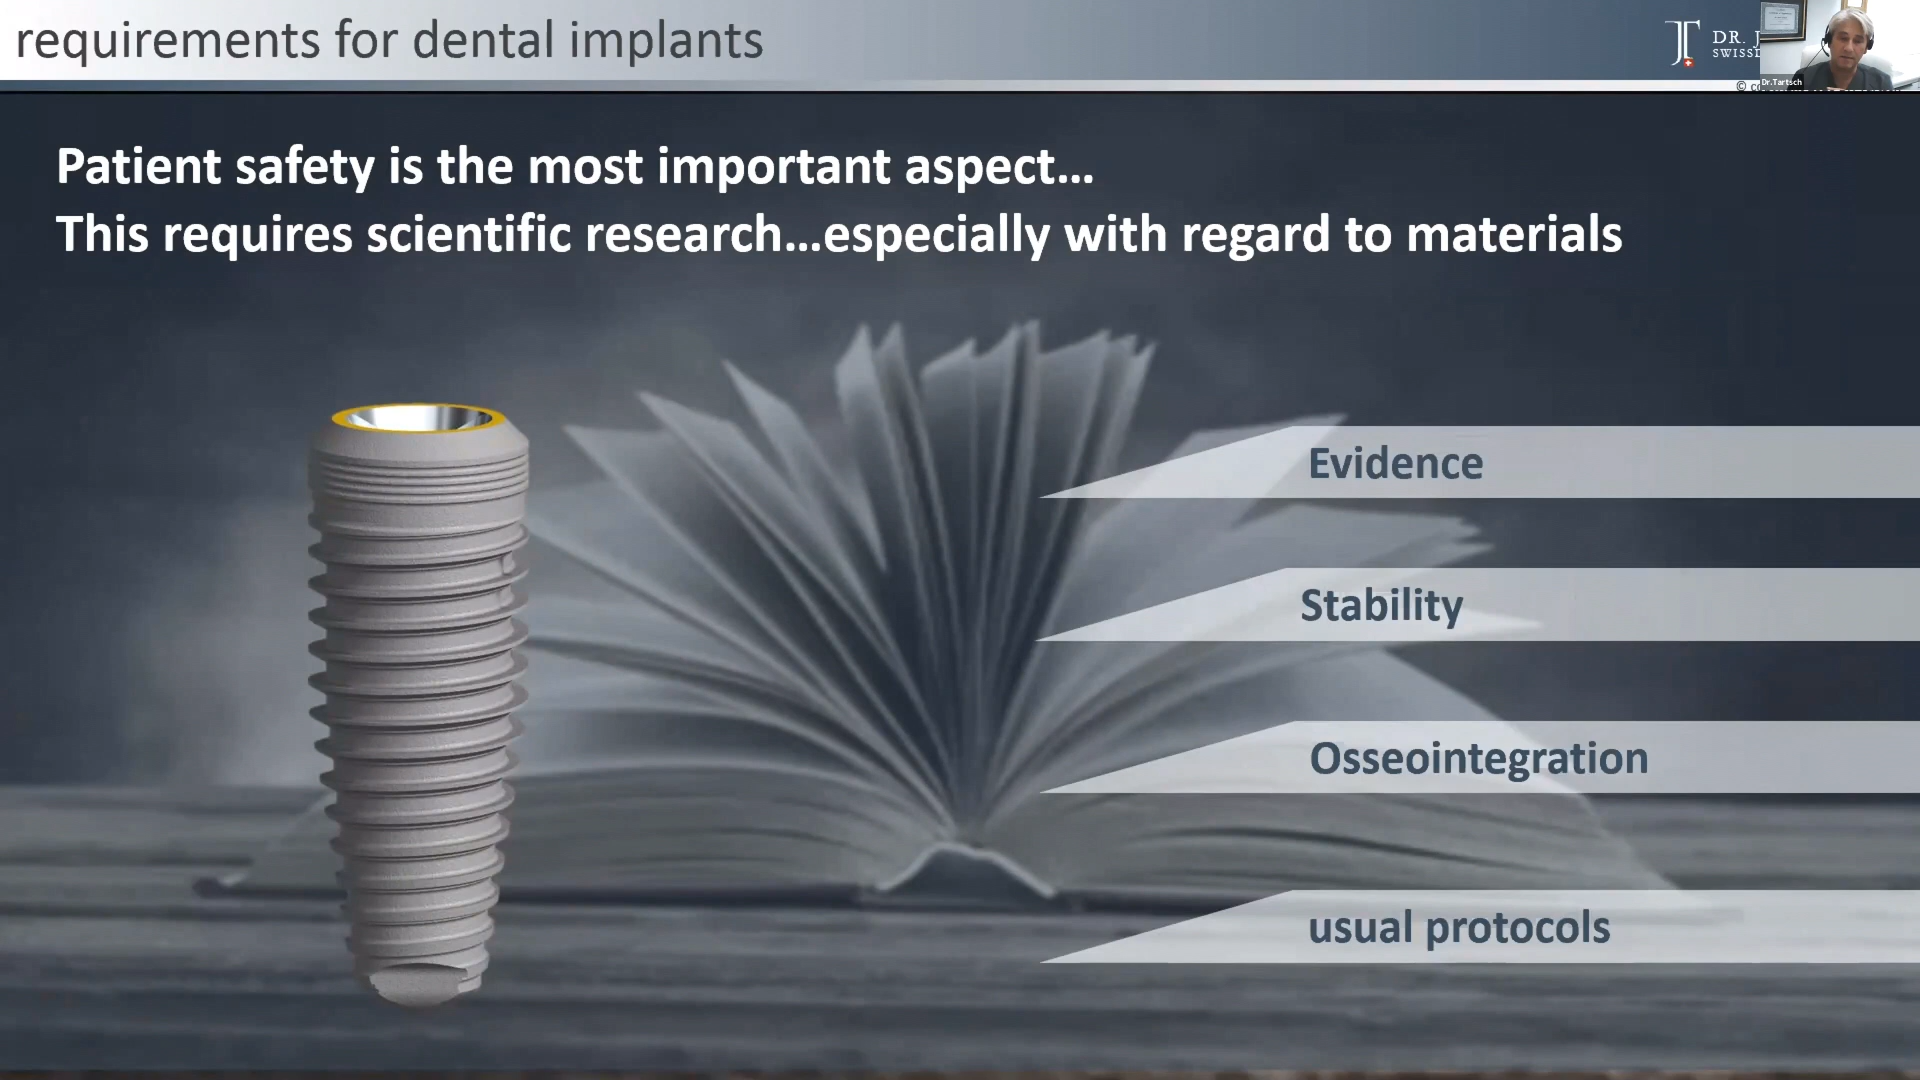 requirements for dental implants
DR. J
SWISSD
Dr.Tartsch
Patient safety is the most important aspect...
This requires scientific research...especially with regard to materials
Evidence
Stability
Osseointegration
usual protocols